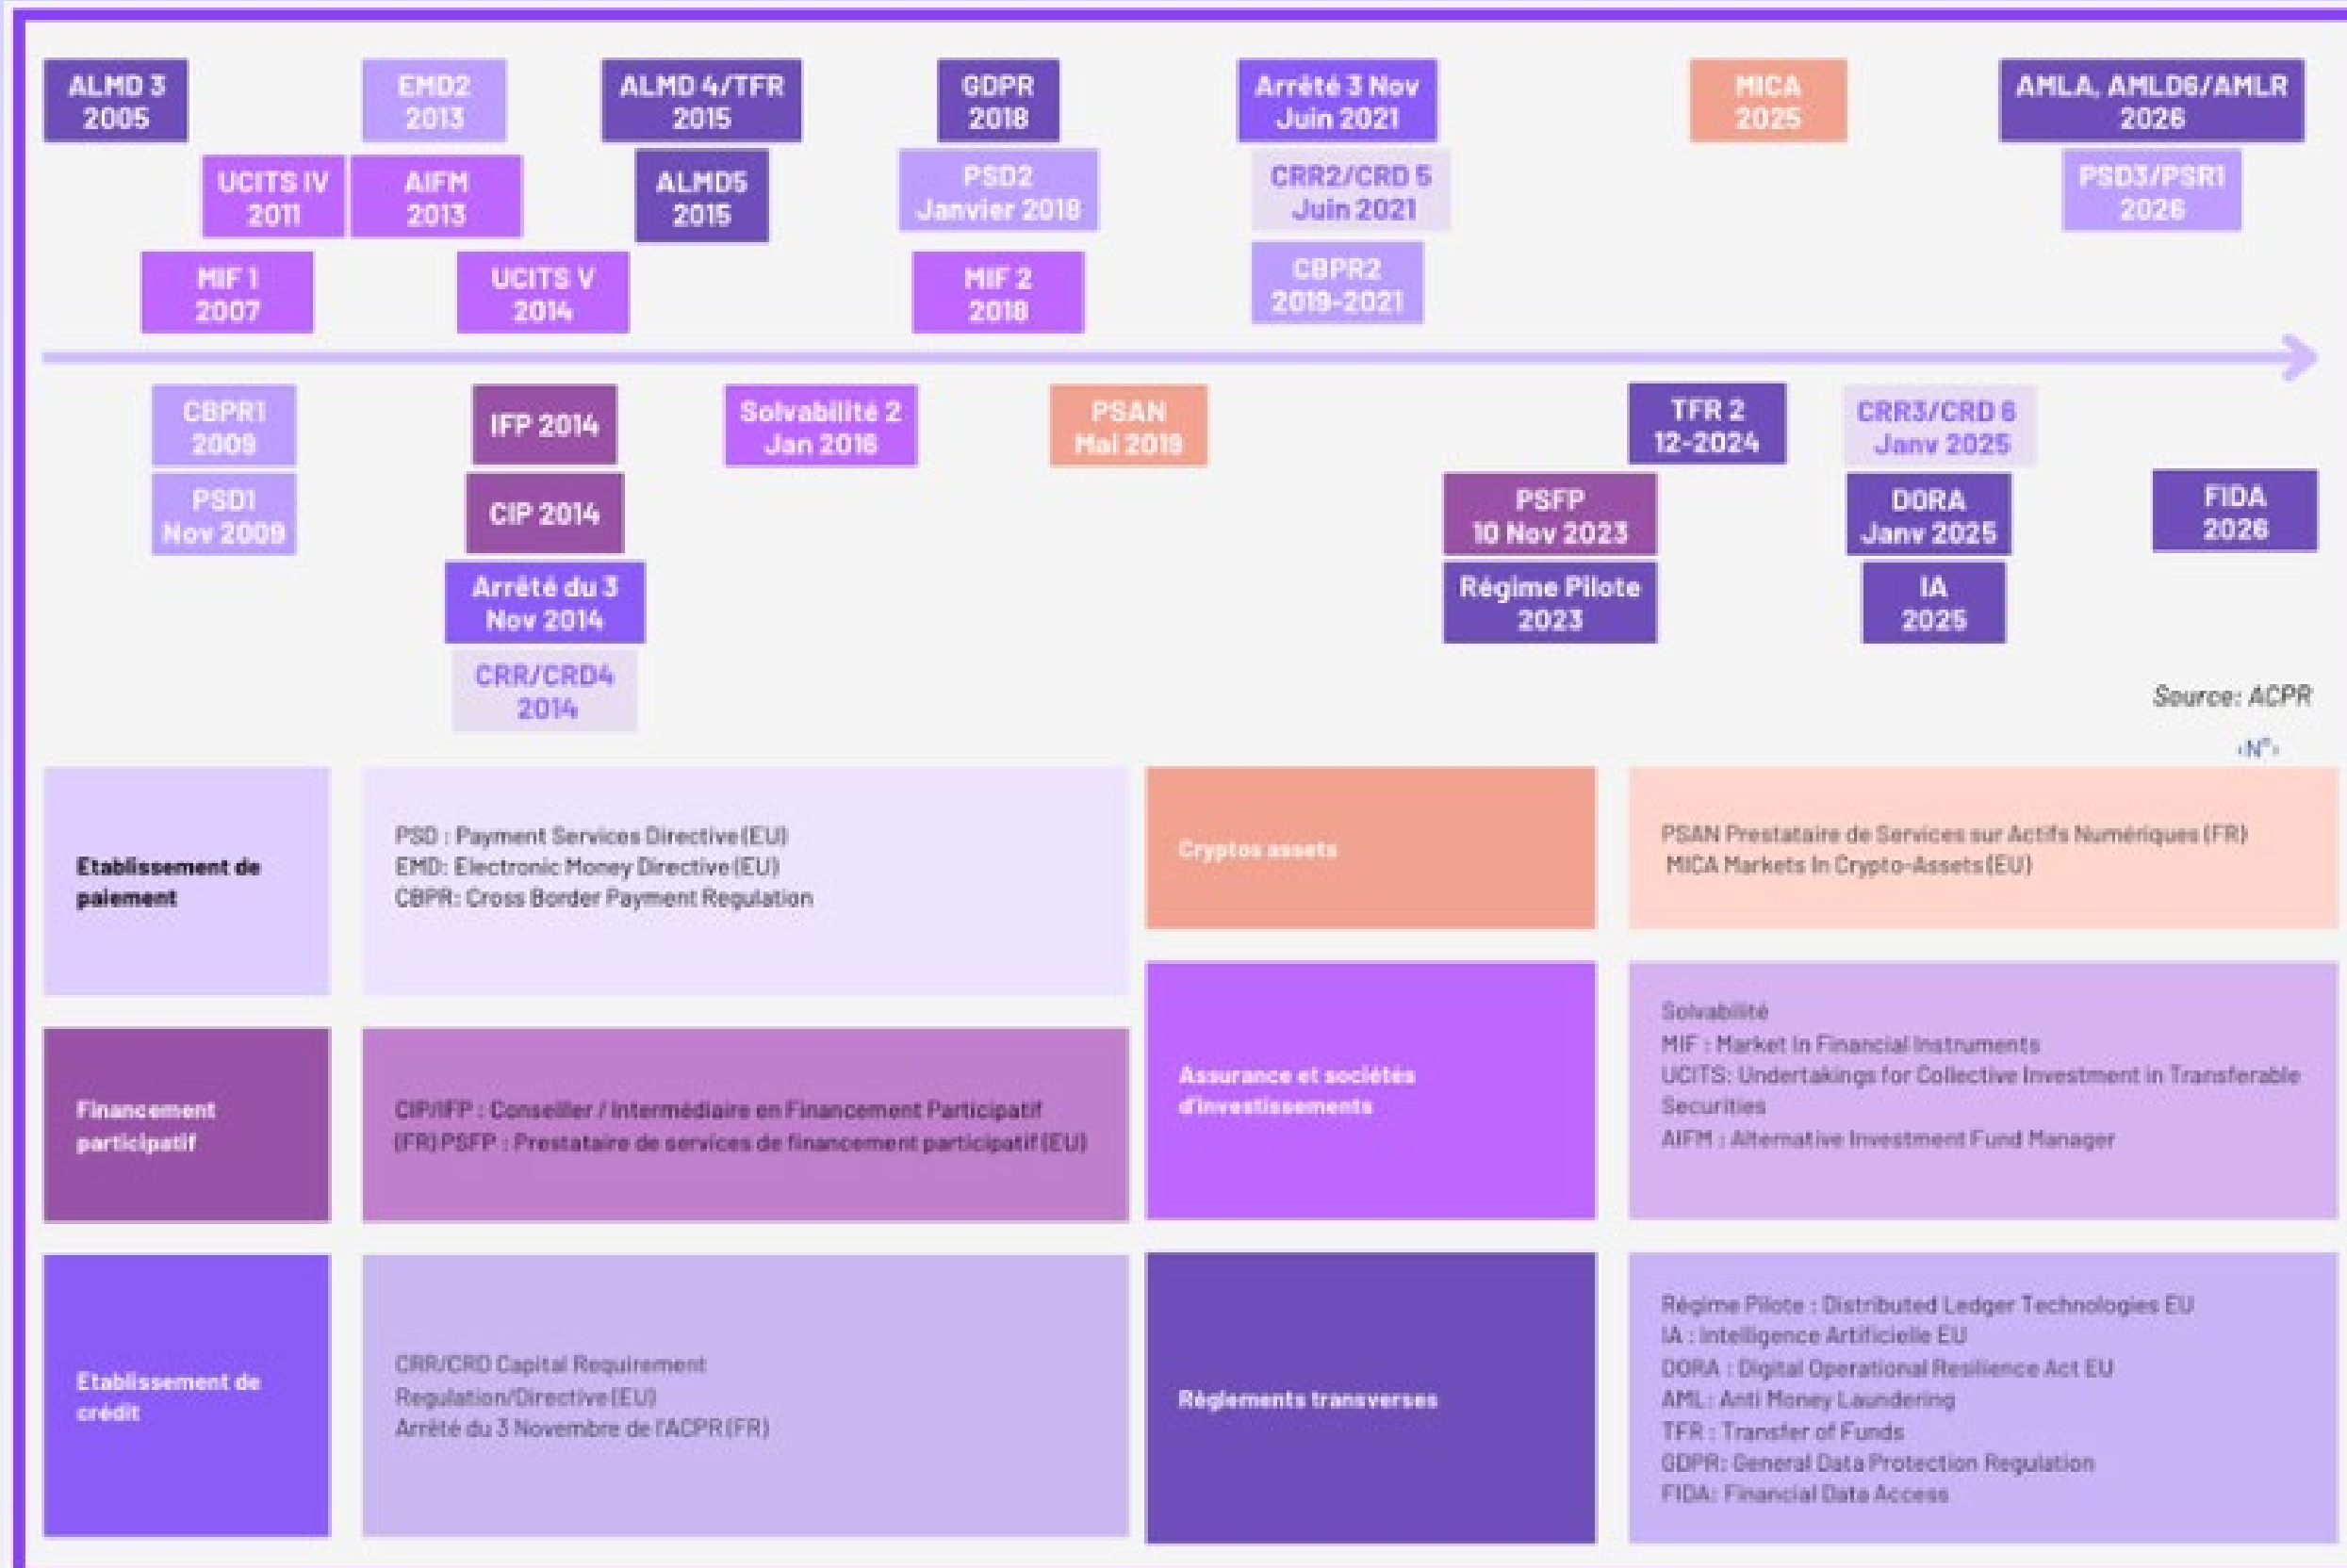 ALMD 3
2005
EMD2
2013
ALMD 4/TFR
2015
GDPR
2018
Arrêté 3 Nov
Juin 2021
MICA
2025
AMLA, AMLD6/AMLR
2026
UCITS IV
2011
AIFM
2013
ALMD5
2015
PSD2
Janvier 2018
CRR2/CRD 5
Juin 2021
PSD3/PSR1
2026
MIF 1
2007
UCITS V
2014
MIF 2
2018
CBPR2
2019-2021
CBPR1
2009
IFP 2014
Solvabilité 2
Jan 2016
PSAN
Mai 2019
TFR 2
12-2024
CRR3/CRD 6
Janv 2025
PSD1
Nov 2009
CIP 2014
PSFP
10 Nov 2023
DORA
Janv 2025
FIDA
2026
Arrêté du 3
Nov 2014
Régime Pilote
2023
IA
2025
CRR/CRD4
2014
Source: ACPR
‹N°›
Etablissement de
paiement
PSD : Payment Services Directive (EU)
EMD: Electronic Money Directive (EU)
CBPR: Cross Border Payment Regulation
Cryptos assets
PSAN Prestataire de Services sur Actifs Numériques (FR)
MICA Markets In Crypto-Assets (EU)
Financement
participatif
CIP/IFP : Conseiller / Intermédiaire en Financement Participatif
(FR) PSFP : Prestataire de services de financement participatif (EU)
Assurance et sociétés
d'investissements
Solvabilité
MIF : Market In Financial Instruments
UCITS: Undertakings for Collective Investment in Transferable
Securities
AIFM : Alternative Investment Fund Manager
Etablissement de
crédit
CRR/CRD Capital Requirement
Regulation/Directive (EU)
Arrêté du 3 Novembre de l'ACPR (FR)
Règlements transverses
Régime Pilote : Distributed Ledger Technologies EU
IA : Intelligence Artificielle EU
DORA : Digital Operational Resilience Act EU
AML: Anti Money Laundering
TFR : Transfer of Funds
GDPR: General Data Protection Regulation
FIDA: Financial Data Access